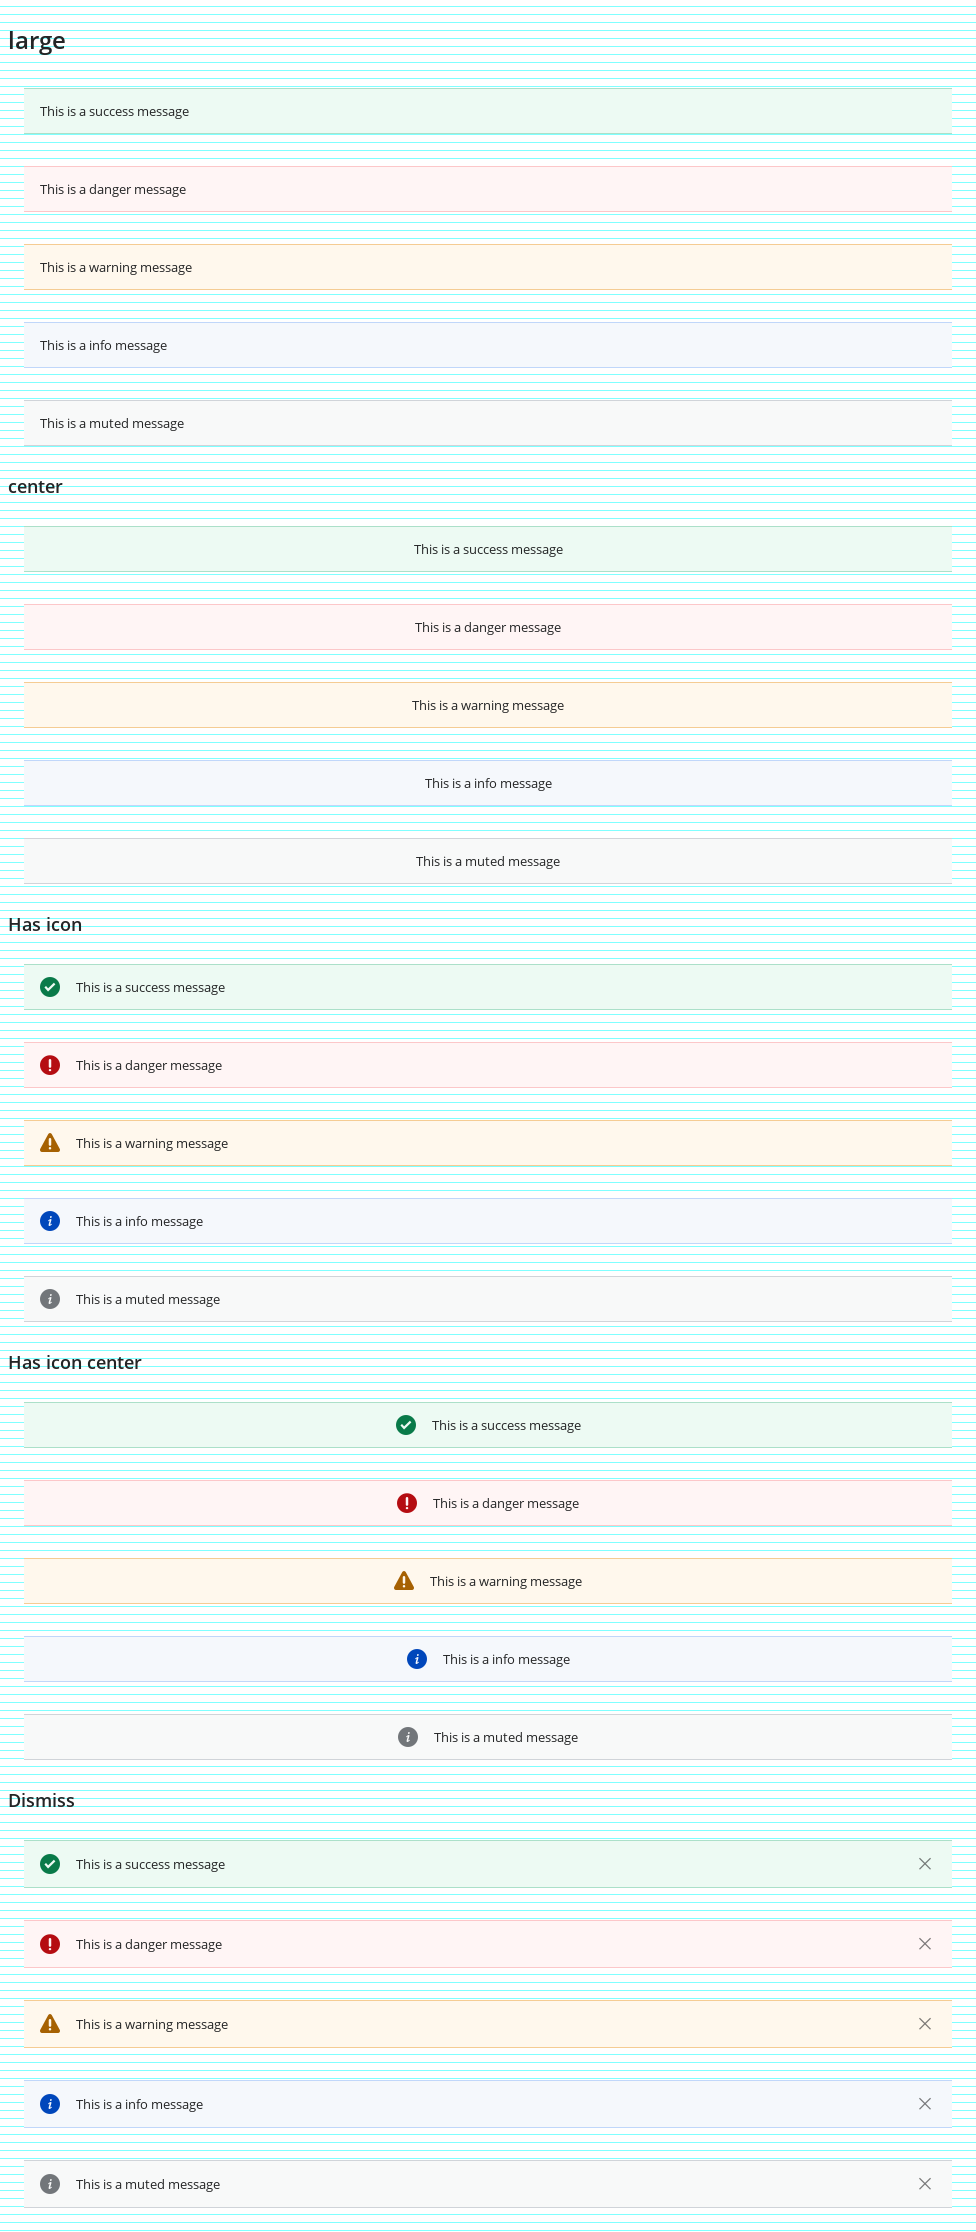 large
This is a success message
This is a danger message
This is a warning message
This is a info message
This is a muted message
center
This is a success message
This is a danger message
This is a warning message
This is a info message
This is a muted message
Has icon
This is a success message
This is a danger message
This is a warning message
This is a info message
This is a muted message
Has icon center
This is a success message
This is a danger message
This is a warning message
This is a info message
This is a muted message
Dismiss
This is a success message
This is a danger message
This is a warning message
This is a info message
This is a muted message